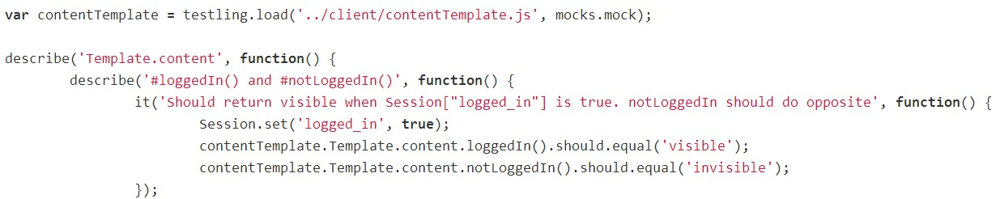 var contentTemplate = testling.load('../client/contentTemplate.js', mocks.mock);
describe('Template.content', function() {
describe('#loggedIn() and #notLoggedIn()', function() {
it('Should return visible when Session["logged_in"] is true. notLoggedIn should do opposite', function() {
Session.set('logged_in', true);
contentTemplate.Template.content.loggedIn().should.equal('visible');
contentTemplate.Template.content.notLoggedIn().should.equal('invisible');
});